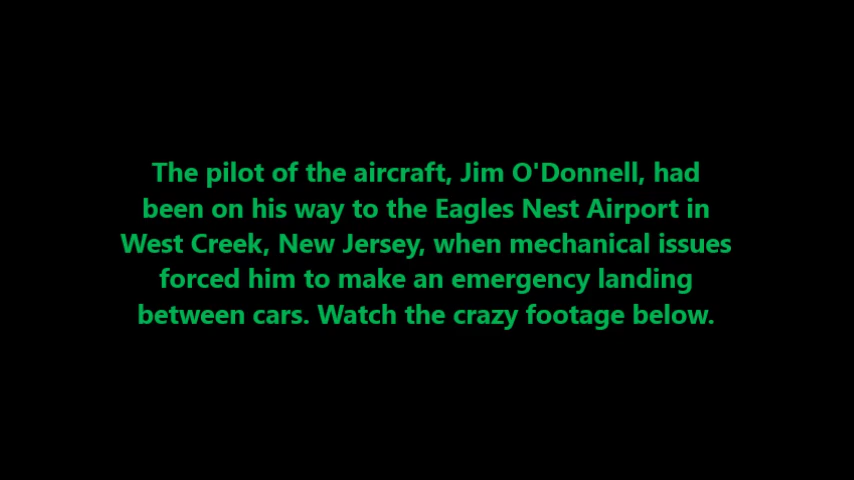 The pilot of the aircraft, Jim O'Donnell, had
been on his way to the Eagles Nest Airport in
West Creek, New Jersey, when mechanical issues
forced him to make an emergency landing
between cars. Watch the crazy footage below.